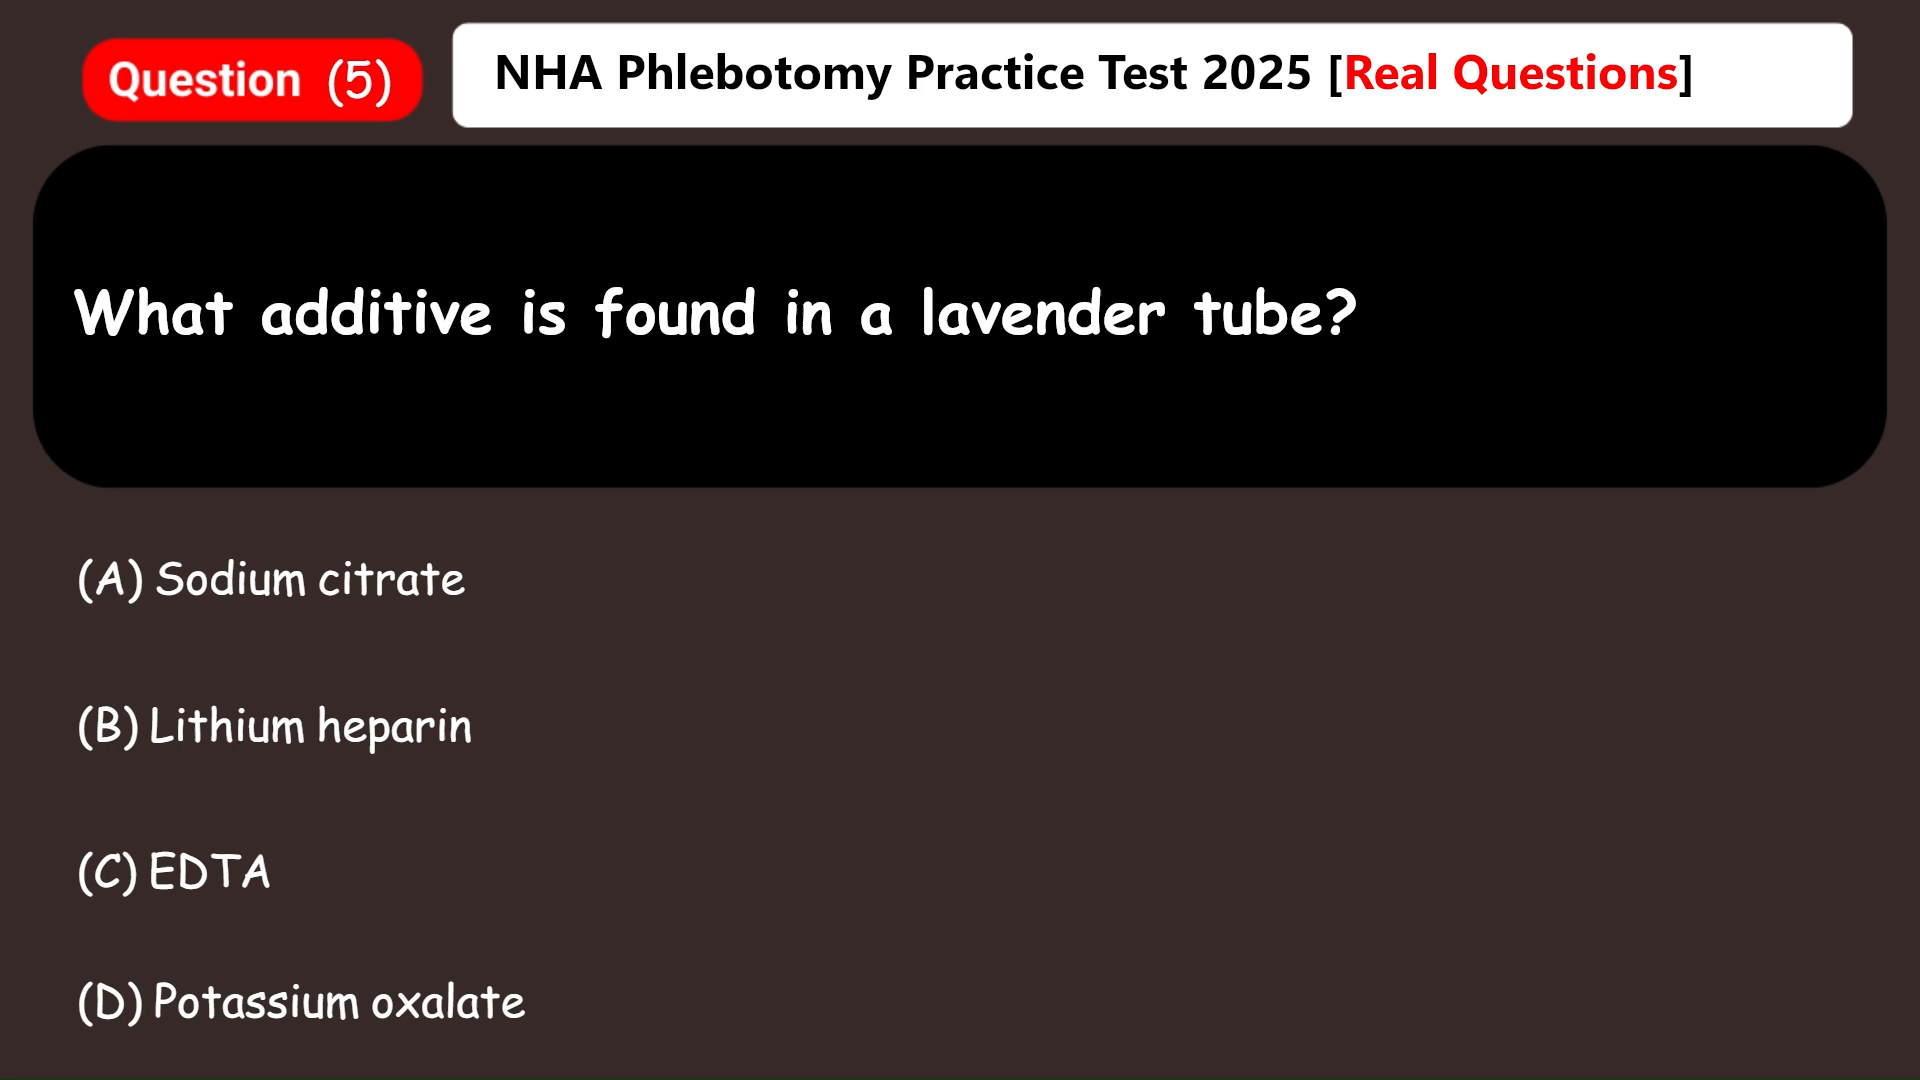 Question (5)
NHA Phlebotomy Practice Test 2025 [Real Questions]
What additive is found in a lavender tube?
(A) Sodium citrate
(B) Lithium heparin
(C) EDTA
(D) Potassium oxalate